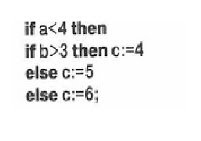 if a<4 then
if b>3 then c:=4
else c:=5
else c:=6;